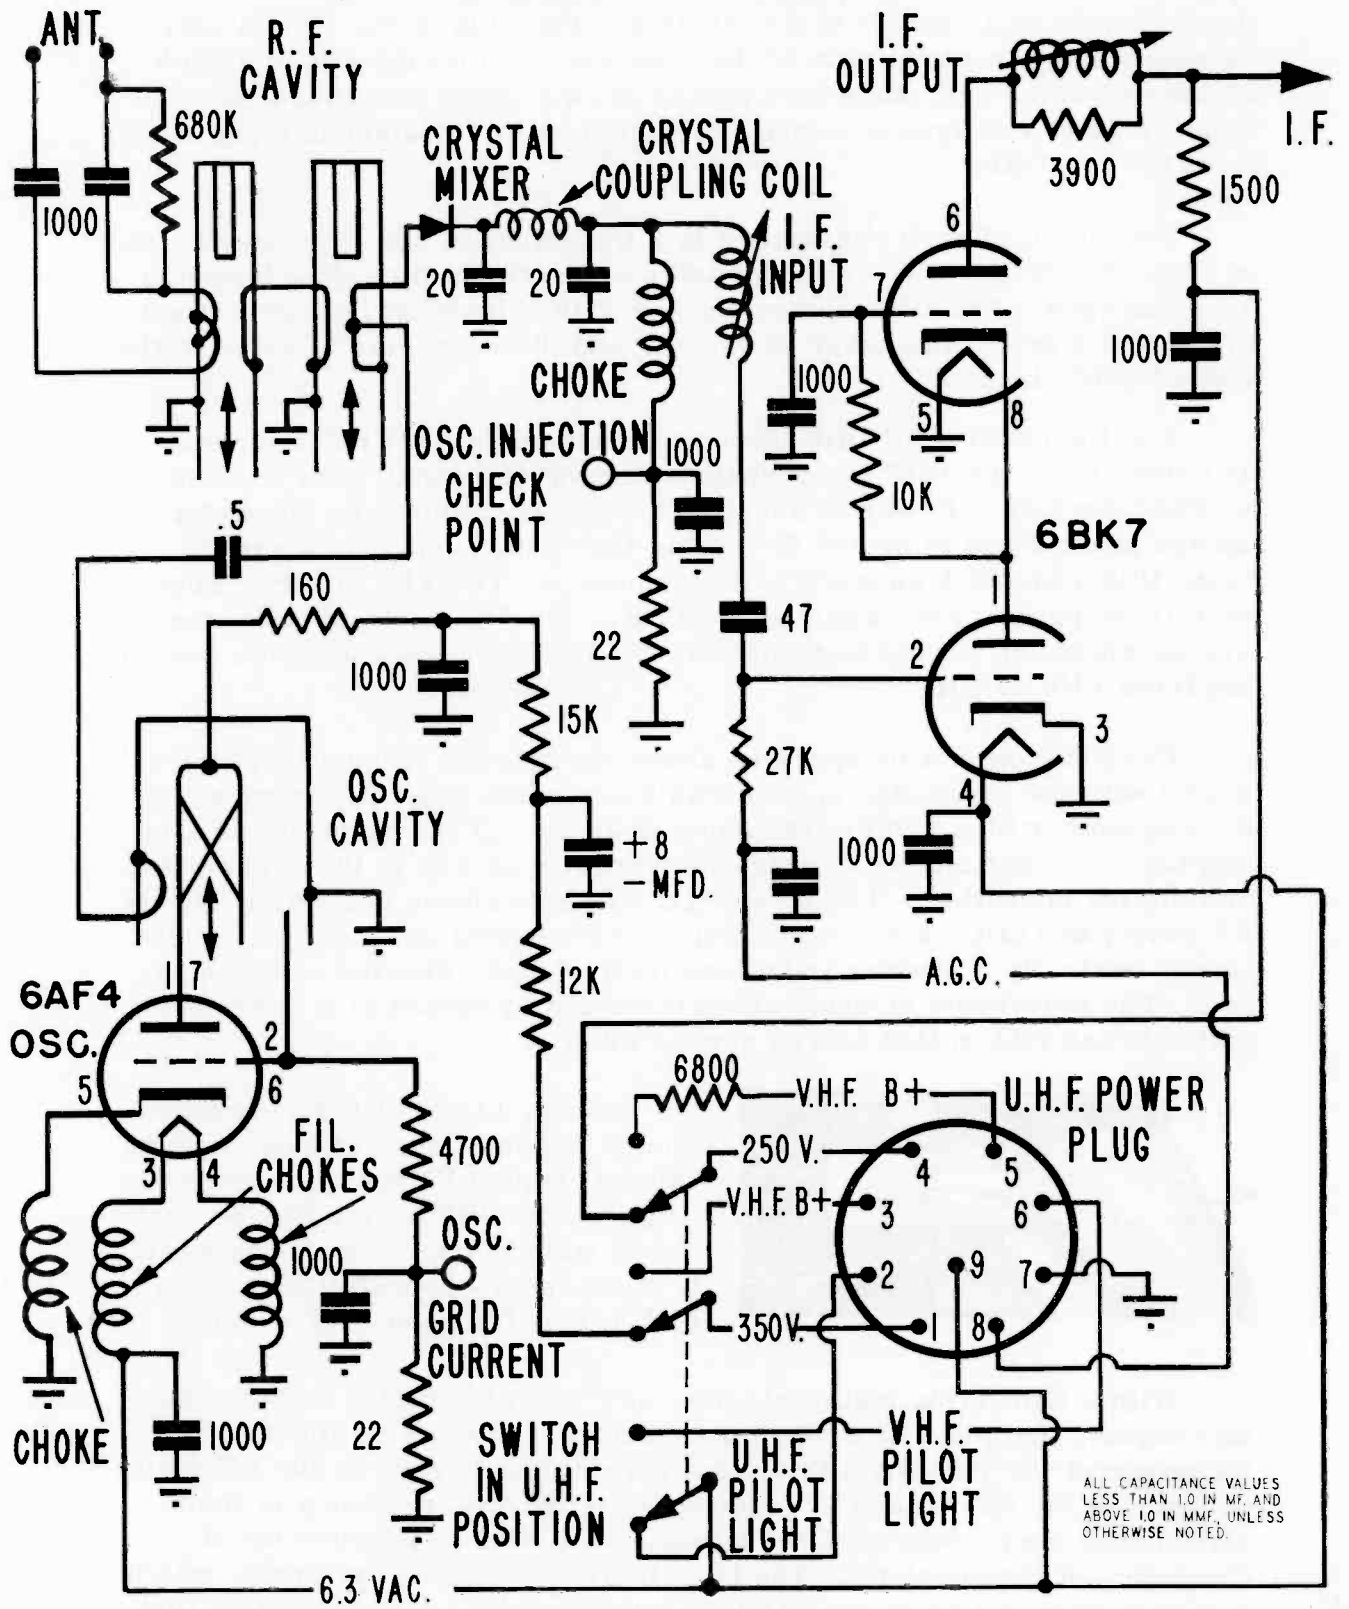 ANT.
R.F.
CAVITY
680K
1000
CRYSTAL
MIXER
CRYSTAL
COUPLING COIL
20
20
I.F.
INPUT
CHOKE
I.F.
OUTPUT
3900
I.F.
1500
1000
6
7
5
8
1000
10K
6BK7
OSC. INJECTION
CHECK
POINT
1000
22
.5
160
1000
15K
47
1
2
3
4
27K
1000
OSC.
CAVITY
+8
-MFD.
12K
A.G.C.
6AF4
OSC.
1
7
2
6
5
3
4
FIL.
CHOKES
4700
1000
OSC.
GRID
CURRENT
CHOKE
1000
22
6800
V.H.F. B+
250 V.
V.H.F. B+
350V.
U.H.F. POWER
PLUG
4
5
3
6
2
9
7
1
8
SWITCH
IN U.H.F.
POSITION
U.H.F.
PILOT
LIGHT
V.H.F.
PILOT
LIGHT
6.3 VAC.
ALL CAPACITANCE VALUES
LESS THAN 1.0 IN MF, AND
ABOVE 1.0 IN MMF., UNLESS
OTHERWISE NOTED.